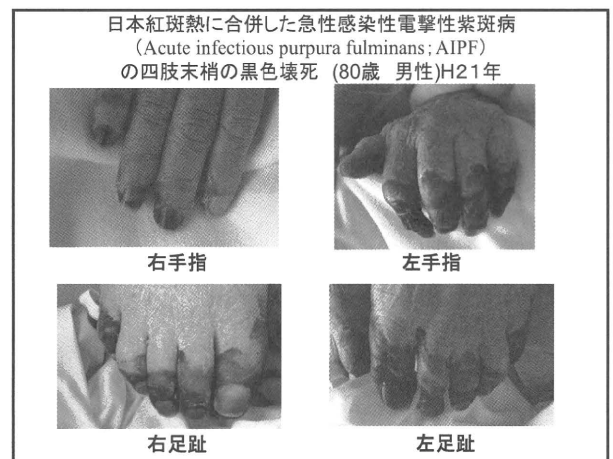 日本紅斑熱に合併した急性感染性電撃性紫斑病
（Acute infectious purpura fulminans；AIPF）
の四肢末梢の黒色壊死　(80歳　男性)H21年
右手指
左手指
右足趾
左足趾